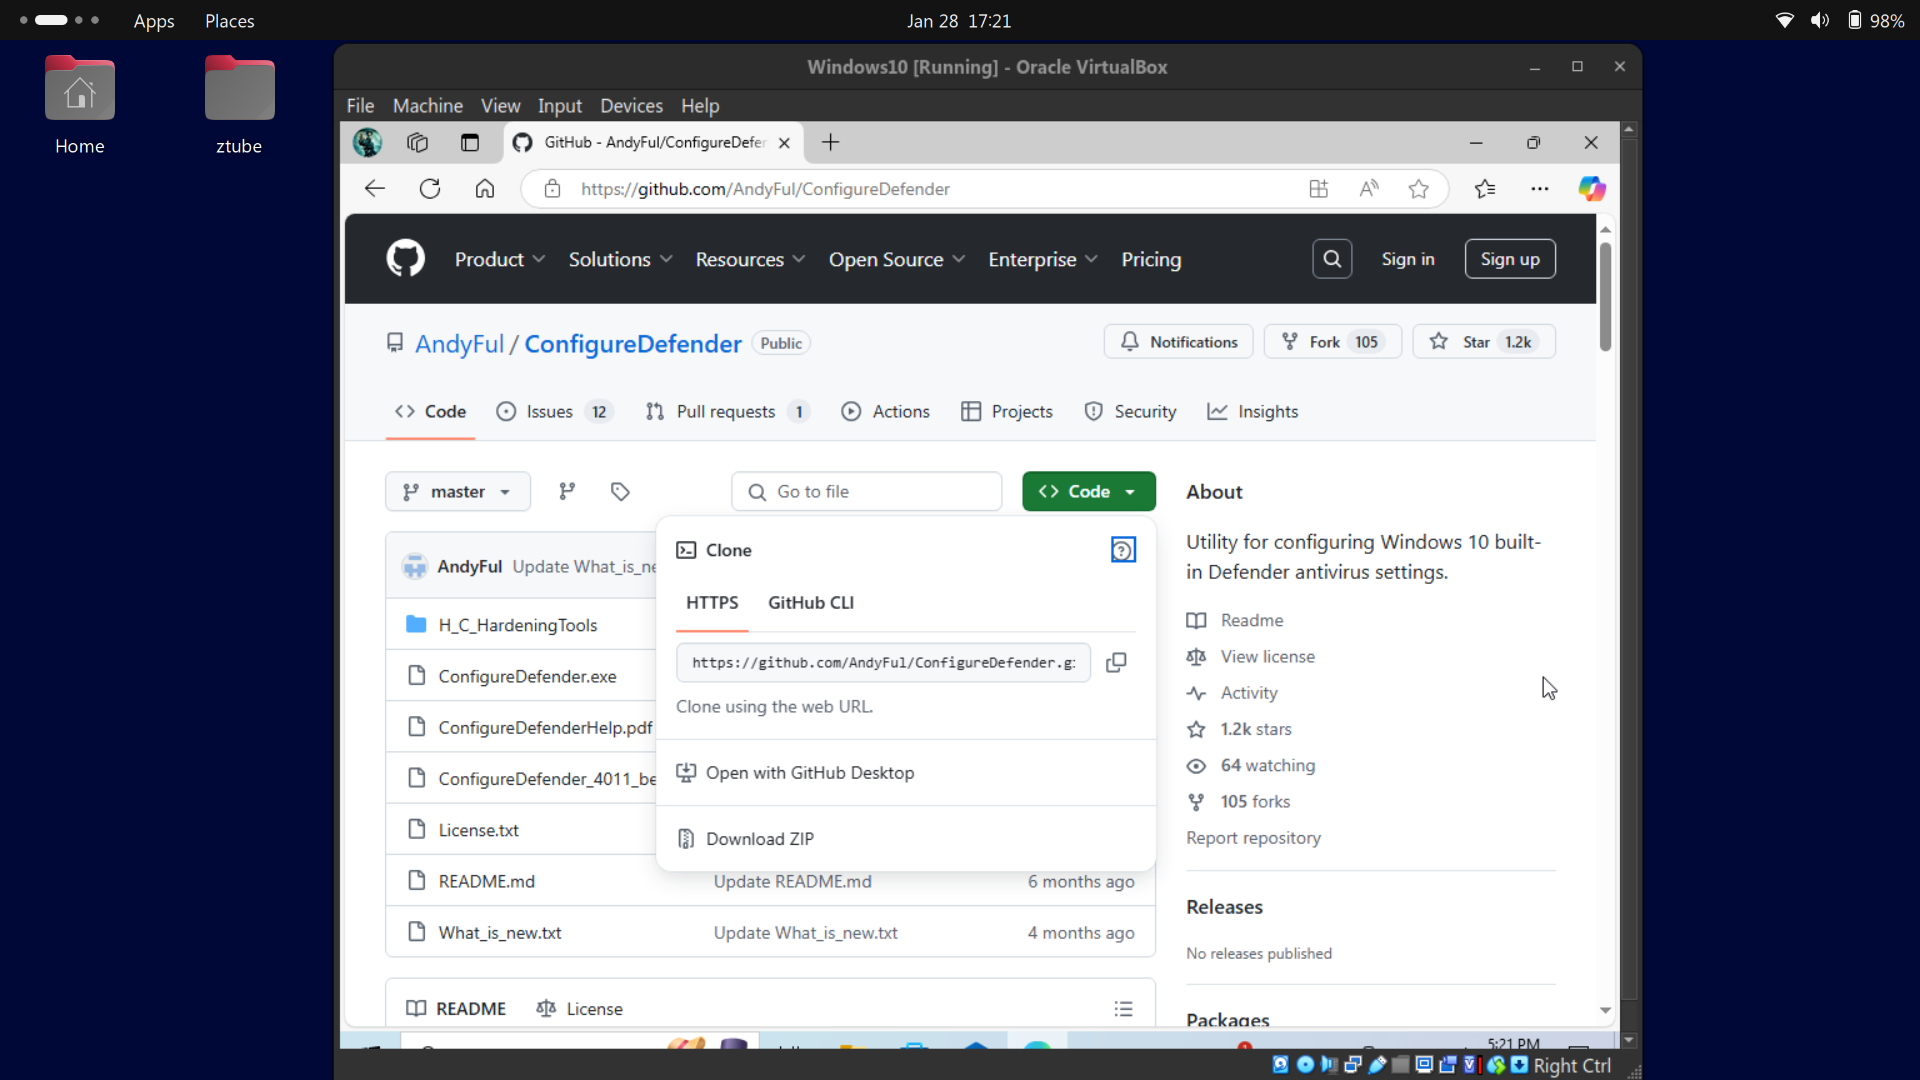 Apps Places Jan 28 17:21 98%
Home
ztube
Windows10 [Running] - Oracle VirtualBox
File Machine View Input Devices Help
GitHub - AndyFul/ConfigureDefer
https://github.com/AndyFul/ConfigureDefender
Product Solutions Resources Open Source Enterprise Pricing Sign in Sign up
AndyFul / ConfigureDefender Public Notifications Fork 105 Star 1.2k
Code Issues 12 Pull requests 1 Actions Projects Security Insights
master Go to file Code
AndyFul Update What_is_ne
H_C_HardeningTools
ConfigureDefender.exe
ConfigureDefenderHelp.pdf
ConfigureDefender_4011_be
License.txt
README.md Update README.md 6 months ago
What_is_new.txt Update What_is_new.txt 4 months ago
Clone
HTTPS GitHub CLI
https://github.com/AndyFul/ConfigureDefender.g
Clone using the web URL.
Open with GitHub Desktop
Download ZIP
README License
About
Utility for configuring Windows 10 built-
in Defender antivirus settings.
Readme
View license
Activity
1.2k stars
64 watching
105 forks
Report repository
Releases
No releases published
Packages
5:21 PM
Right Ctrl